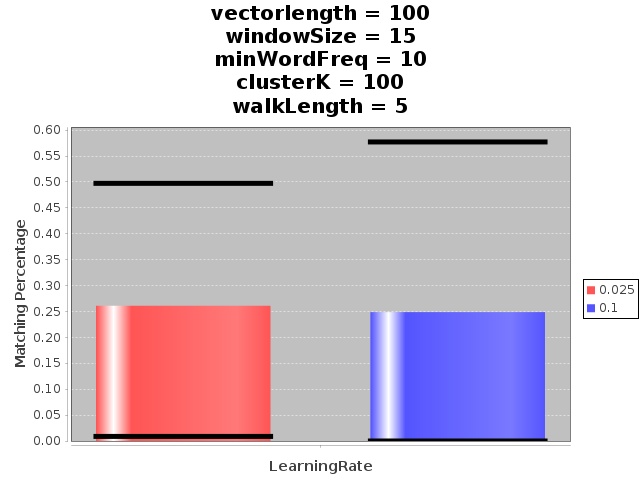 vectorlength = 100
windowSize = 15
minWordFreq = 10
clusterK = 100
walkLength = 5
0.60
0.55
0.50
0.45
0.40
0.35
0.30
0.25
0.20
0.15
0.10
0.05
0.00
Matching Percentage
LearningRate
0.025
0.1